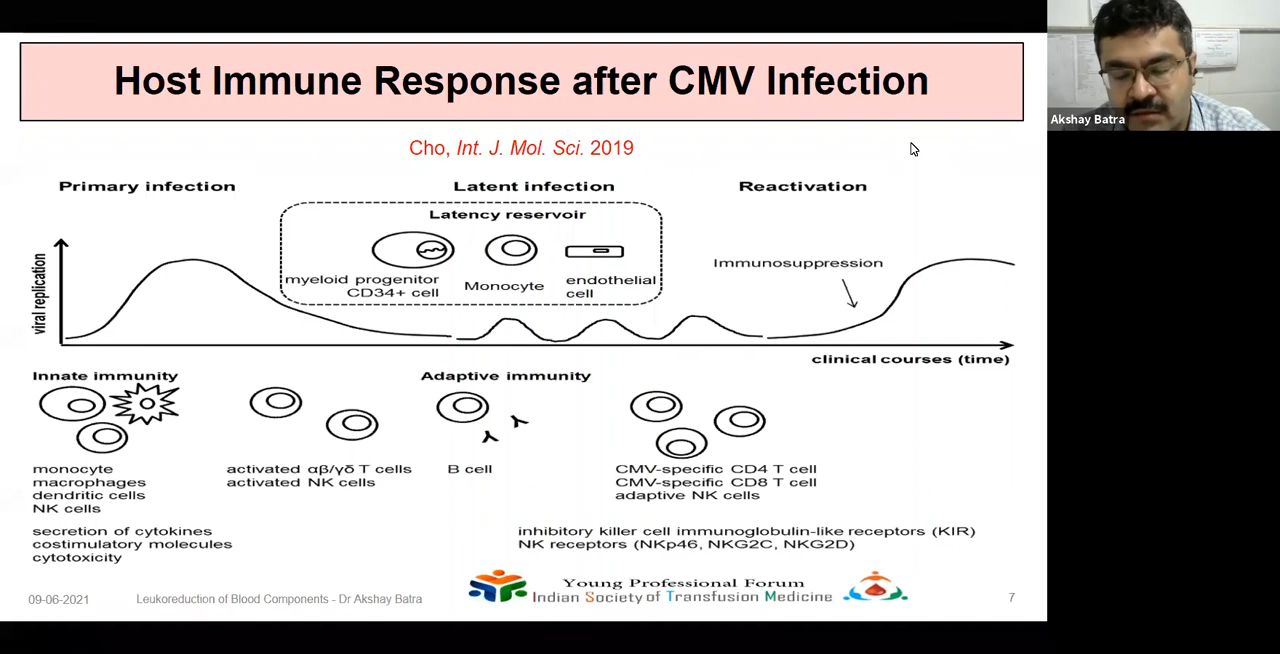 Host Immune Response after CMV Infection
Akshay Batra
Cho, Int. J. Mol. Sci. 2019
Primary infection
Latent infection
Reactivation
Latency reservoir
myeloid progenitor
CD34+ cell
Monocyte
endothelial
cell
Immunosuppression
viral replication
clinical courses (time)
Innate immunity
Adaptive immunity
monocyte
macrophages
dendritic cells
NK cells
activated αβ/γδ T cells
activated NK cells
B cell
CMV-specific CD4 T cell
CMV-specific CD8 T cell
adaptive NK cells
secretion of cytokines
costimulatory molecules
cytotoxicity
inhibitory killer cell immunoglobulin-like receptors (KIR)
NK receptors (NKp46, NKG2C, NKG2D)
Young Professional Forum
Indian Society of Transfusion Medicine
09-06-2021
Leukoreduction of Blood Components - Dr Akshay Batra
7